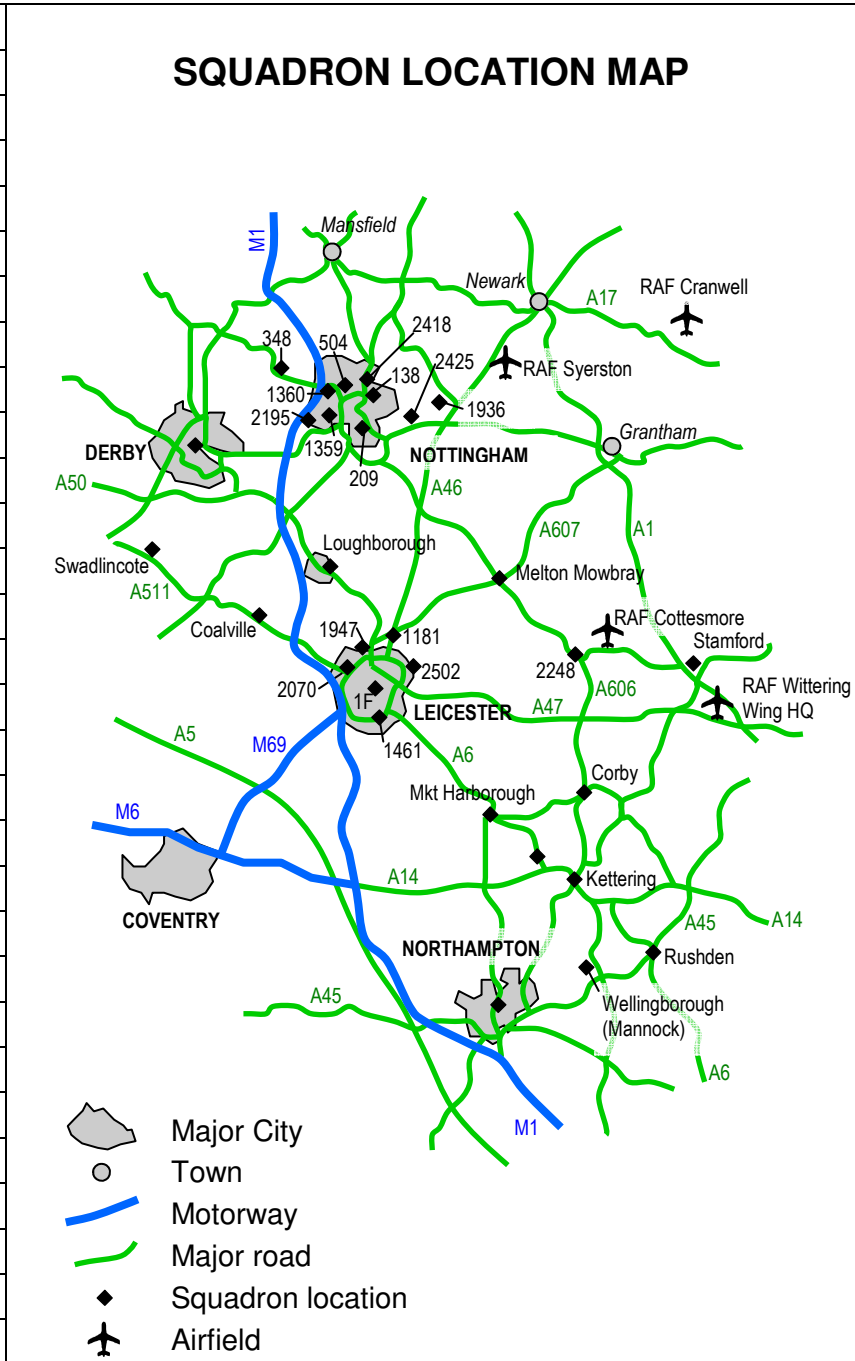 SQUADRON LOCATION MAP
M1
Mansfield
Newark
RAF Cranwell
A17
348
504
2418
2425
138
RAF Syerston
1360
1936
2195
1359
209
DERBY
NOTTINGHAM
Grantham
A50
A46
A607
A1
Loughborough
Swadlincote
A511
Melton Mowbray
Coalville
1947
1181
RAF Cottesmore
Stamford
2070
2502
2248
1F
LEICESTER
A606
A47
RAF Wittering
Wing HQ
A5
M69
1461
A6
Corby
Mkt Harborough
M6
A14
Kettering
COVENTRY
A45
A14
NORTHAMPTON
Rushden
A45
Wellingborough
(Mannock)
A6
M1
Major City
Town
Motorway
Major road
Squadron location
Airfield